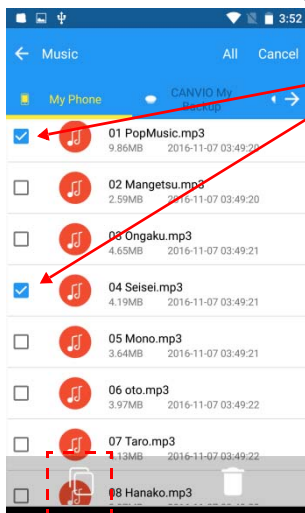 3:52
Music All Cancel
My Phone CANVIO My
Backup
01 PopMusic.mp3
9.86MB 2016-11-07 03:49:20
02 Mangetsu.mp3
2.59MB 2016-11-07 03:49:20
03 Ongaku.mp3
4.65MB 2016-11-07 03:49:21
04 Seisei.mp3
4.19MB 2016-11-07 03:49:21
05 Mono.mp3
3.64MB 2016-11-07 03:49:21
06 oto.mp3
3.97MB 2016-11-07 03:49:22
07 Taro.mp3
.13MB 2016-11-07 03:49:22
08 Hanako.mp3